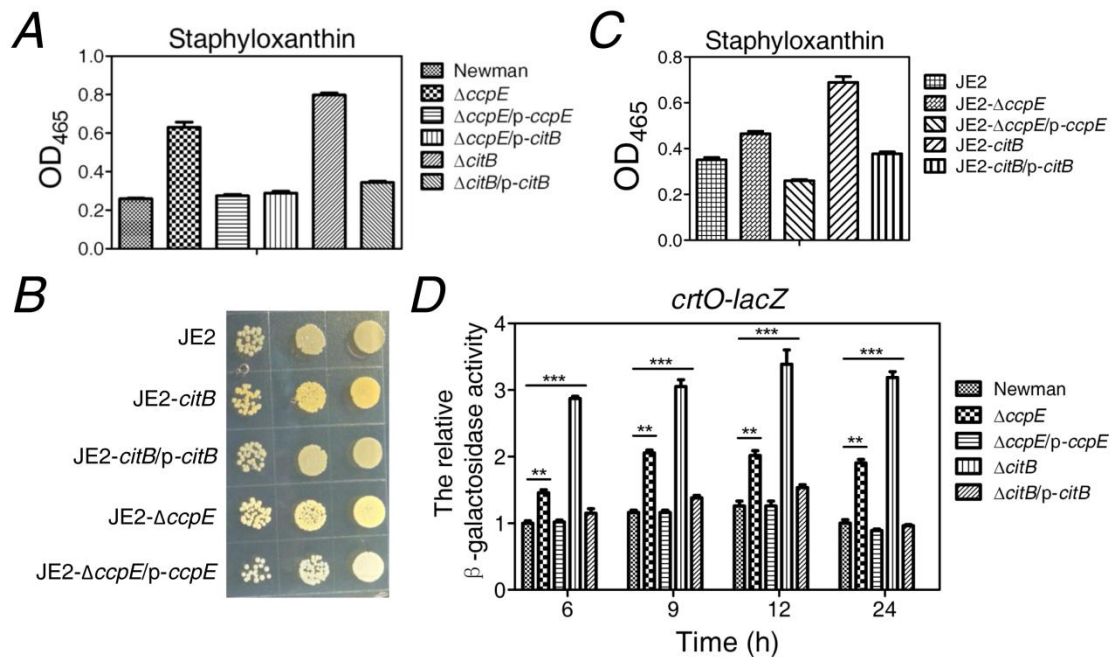 A
Staphyloxanthin
OD465
1.0
0.8
0.6
0.4
0.2
0.0
Newman
ΔccpE
ΔccpE/p-ccpE
ΔccpE/p-citB
ΔcitB
ΔcitB/p-citB
C
Staphyloxanthin
OD465
0.8
0.6
0.4
0.2
0.0
JE2
JE2-ΔccpE
JE2-ΔccpE/p-ccpE
JE2-citB
JE2-citB/p-citB
B
JE2
JE2-citB
JE2-citB/p-citB
JE2-ΔccpE
JE2-ΔccpE/p-ccpE
D
crtO-lacZ
The relative
β-galactosidase activity
4
3
2
1
0
***
**
***
**
***
**
***
**
6 9 12 24
Time (h)
Newman
ΔccpE
ΔccpE/p-ccpE
ΔcitB
ΔcitB/p-citB